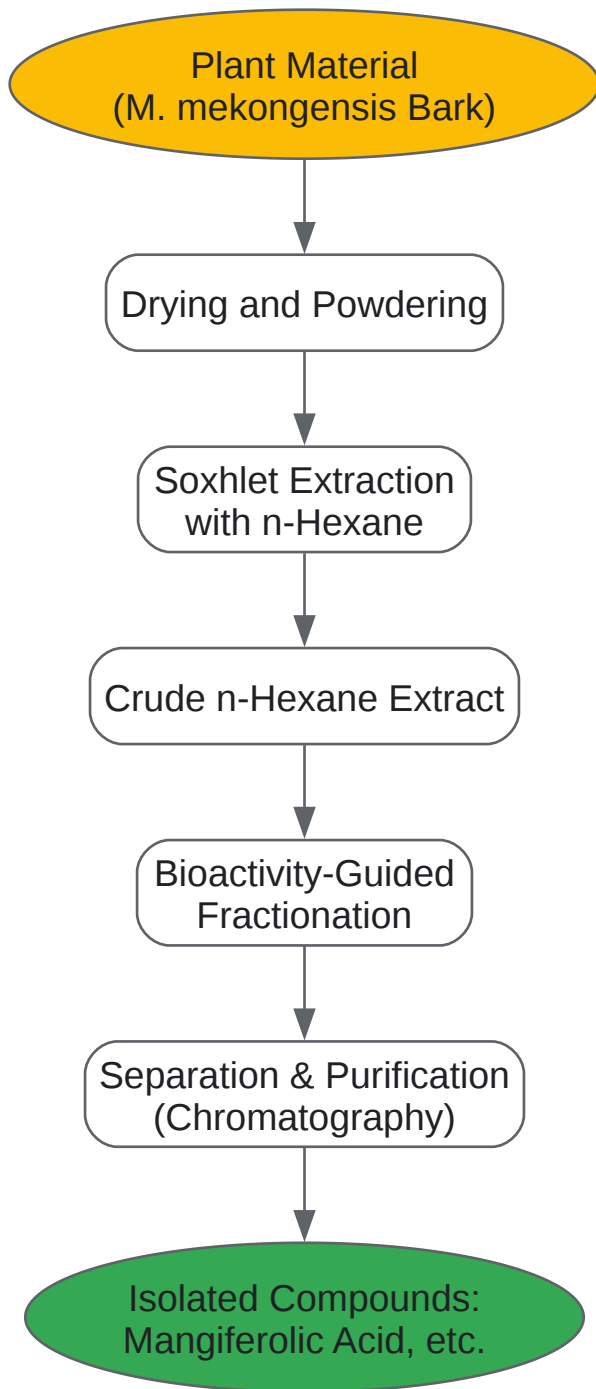 Plant Material
(M. mekongensis Bark)
Drying and Powdering
Soxhlet Extraction
with n-Hexane
Crude n-Hexane Extract
Bioactivity-Guided
Fractionation
Separation & Purification
(Chromatography)
Isolated Compounds:
Mangiferolic Acid, etc.